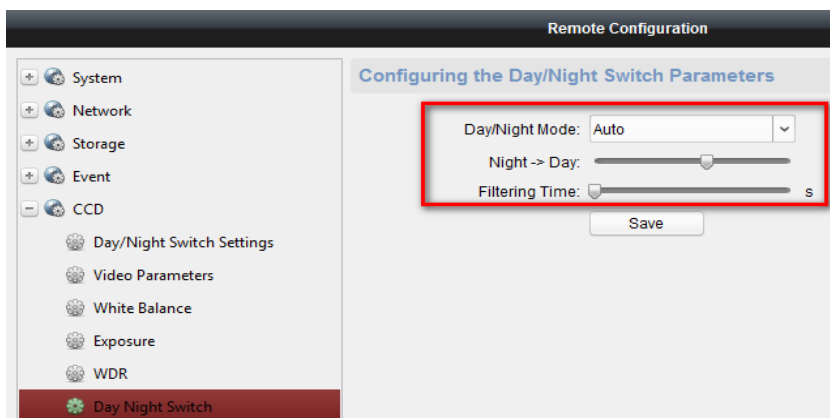 Remote Configuration
System
Network
Storage
Event
CCD
Day/Night Switch Settings
Video Parameters
White Balance
Exposure
WDR
Day Night Switch
Configuring the Day/Night Switch Parameters
Day/Night Mode: Auto
Night -> Day:
Filtering Time: s
Save